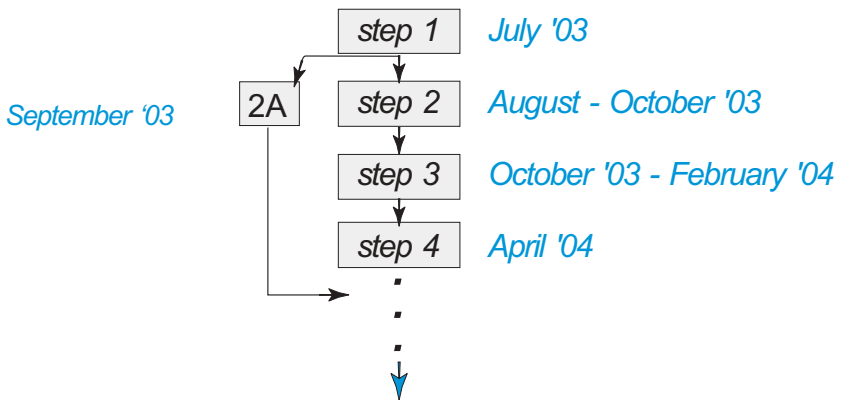 step 1 July '03
September ‘03 2A step 2 August - October '03
step 3 October '03 - February '04
step 4 April '04